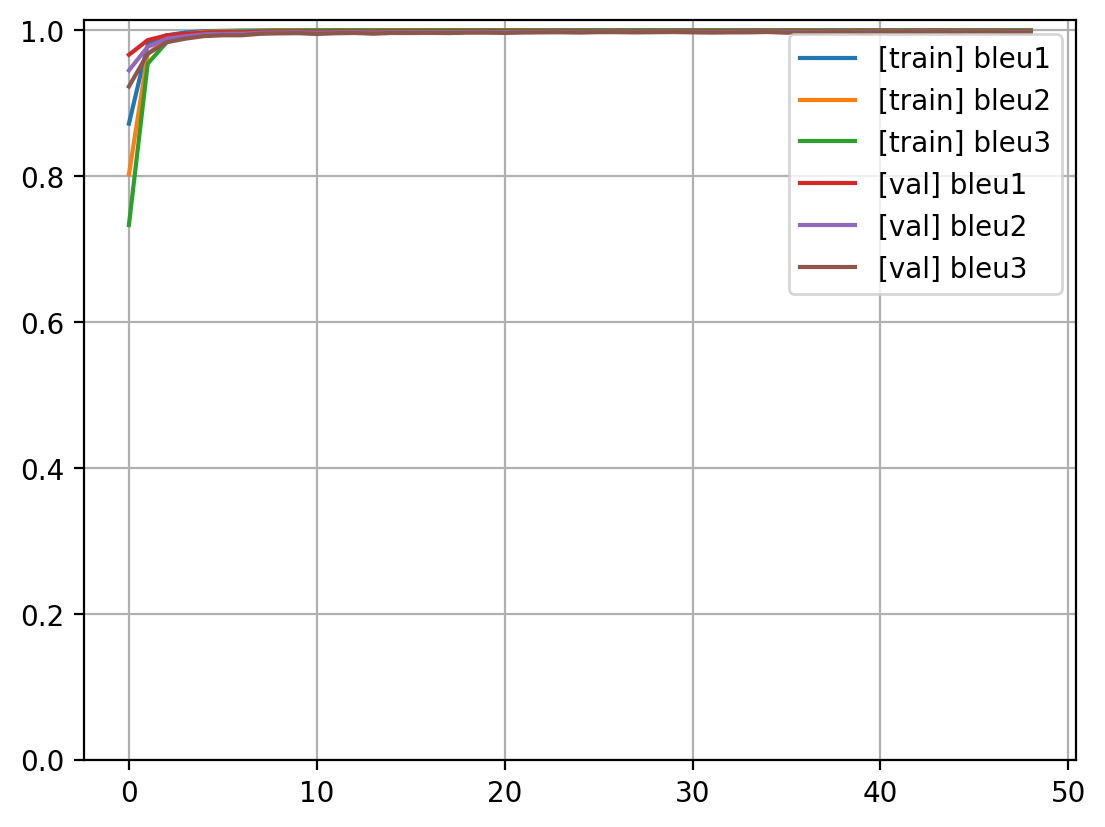 1.0
0.8
0.6
0.4
0.2
0.0
0 10 20 30 40 50
[train] bleu1
[train] bleu2
[train] bleu3
[val] bleu1
[val] bleu2
[val] bleu3